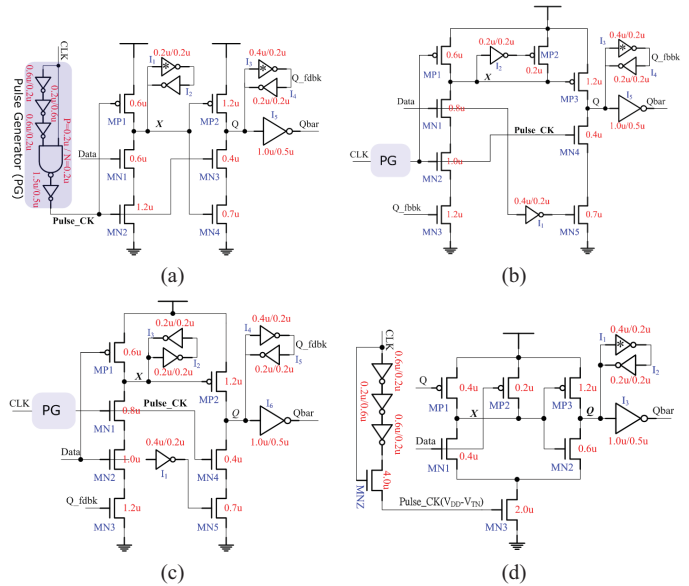 CLK
0.6u/0.2u
0.2u/0.6u
0.6u/0.2u
P=0.2u / N=0.2u
1.5u/0.5u
Pulse Generator (PG)
Pulse_CK
0.2u/0.2u
I1
I2
0.6u
MP1
X
Data
0.6u
MN1
1.2u
MN2
0.2u/0.2u
I3
Q_fdbk
I4
0.2u/0.2u
1.2u
MP2
Q
I5
Qbar
1.0u/0.5u
0.4u
MN3
0.7u
MN4
(a)
0.6u
MP1
0.2u/0.2u
I2
MP2
0.2u
X
1.2u
MP3
0.4u/0.2u
I3
Q_fbbk
I4
0.2u/0.2u
Q
I5
Qbar
1.0u/0.5u
Data
0.8u
MN1
Pulse_CK
0.4u
MN4
CLK
PG
1.0u
MN2
Q_fbbk
1.2u
MN3
0.4u/0.2u
I1
0.7u
MN5
(b)
0.6u
MP1
0.2u/0.2u
I3
I2
0.2u/0.2u
X
1.2u
MP2
0.4u/0.2u
I4
Q_fdbk
I5
0.2u/0.2u
Q
I6
Qbar
1.0u/0.5u
CLK
PG
0.8u
MN1
Pulse_CK
Data
1.0u
MN2
0.4u/0.2u
I1
0.4u
MN4
Q_fdbk
1.2u
MN3
0.7u
MN5
(c)
CLK
0.6u/0.2u
0.2u/0.6u
0.6u/0.2u
4.0u
MNZ
Pulse_CK(VDD-VTN)
Q
0.4u
MP1
0.2u
MP2
1.2u
MP3
X
Q
0.4u/0.2u
I1
I2
0.2u/0.2u
I3
Qbar
1.0u/0.5u
Data
MN1
0.4u
0.6u
MN2
2.0u
MN3
(d)